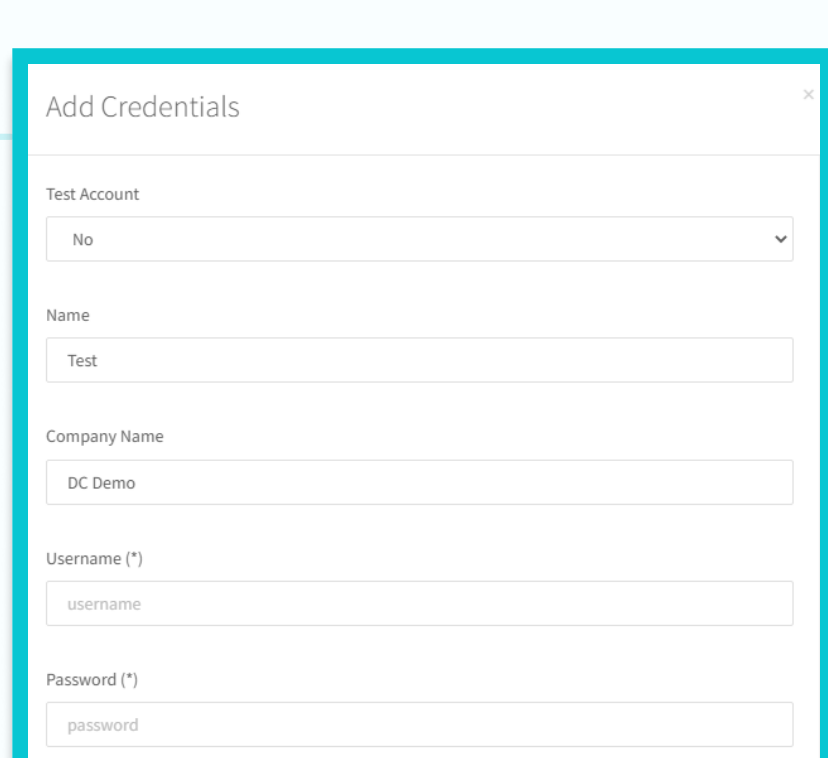 Add Credentials
×
Test Account
No
Name
Test
Company Name
DC Demo
Username (*)
username
Password (*)
password